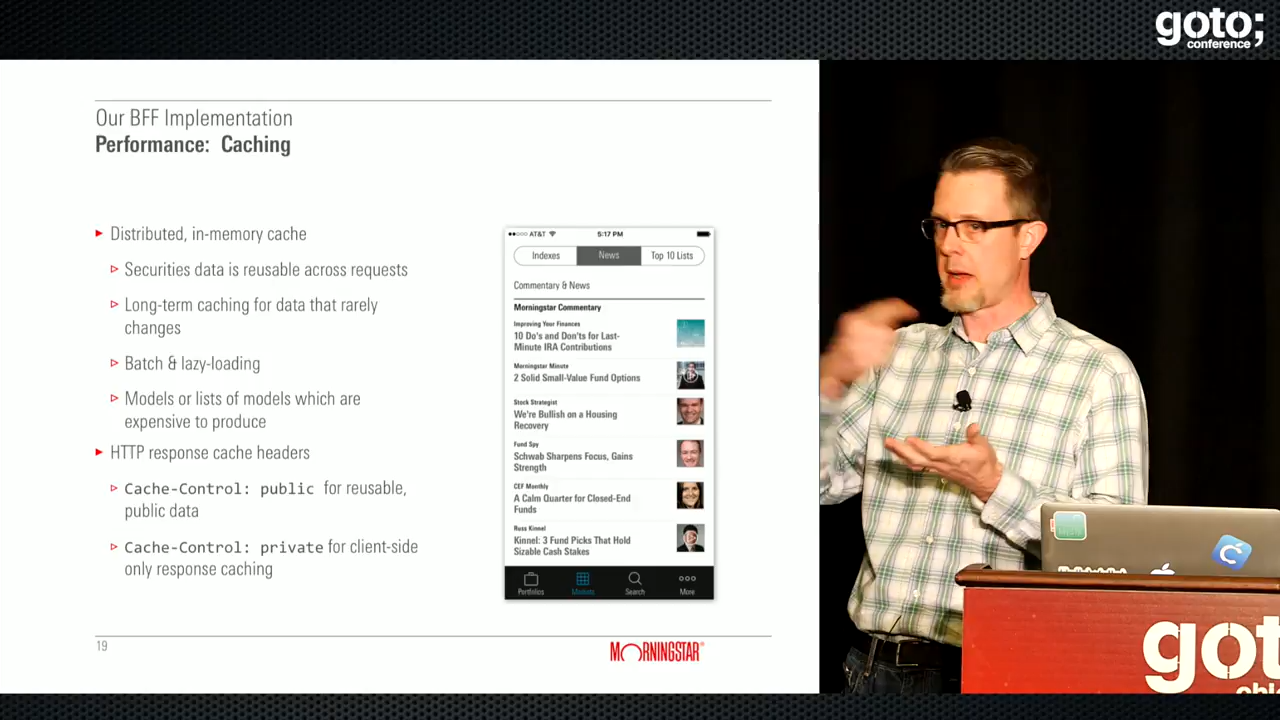 goto;
conference
Our BFF Implementation
Performance: Caching
Distributed, in-memory cache
Securities data is reusable across requests
Long-term caching for data that rarely
changes
Batch & lazy-loading
Models or lists of models which are
expensive to produce
HTTP response cache headers
Cache-Control: public for reusable,
public data
Cache-Control: private for client-side
only response caching
AT&T 5:17 PM
Indexes News Top 10 Lists
Commentary & News
Morningstar Commentary
Improving Your Finances
10 Do's and Don'ts for Last-
Minute IRA Contributions
Morningstar Minute
2 Solid Small-Value Fund Options
Stock Strategist
We're Bullish on a Housing
Recovery
Fund Spy
Schwab Sharpens Focus, Gains
Strength
CEF Monthly
A Calm Quarter for Closed-End
Funds
Russ Kinnel
Kinnel: 3 Fund Picks That Hold
Sizable Cash Stakes
Portfolios Markets Search More
19
MORNINGSTAR®
goto